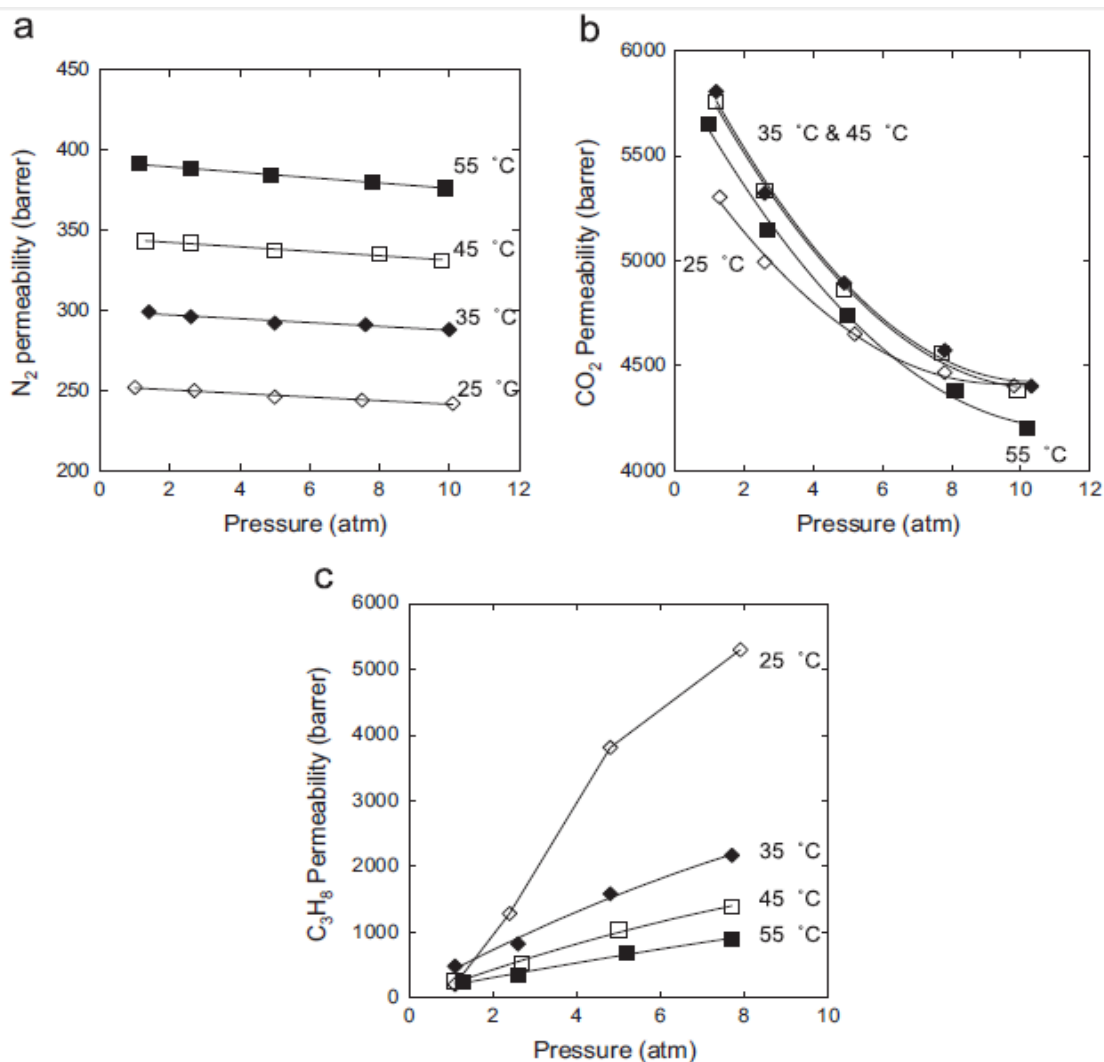 a
450
400
350
300
250
200
N2 permeability (barrer)
55 °C
45 °C
35 °C
25 °G
0 2 4 6 8 10 12
Pressure (atm)
b
6000
5500
5000
4500
4000
CO2 Permeability (barrer)
35 °C & 45 °C
25 °C
55 °C
0 2 4 6 8 10 12
Pressure (atm)
c
6000
5000
4000
3000
2000
1000
0
C3H8 Permeability (barrer)
25 °C
35 °C
45 °C
55 °C
0 2 4 6 8 10
Pressure (atm)